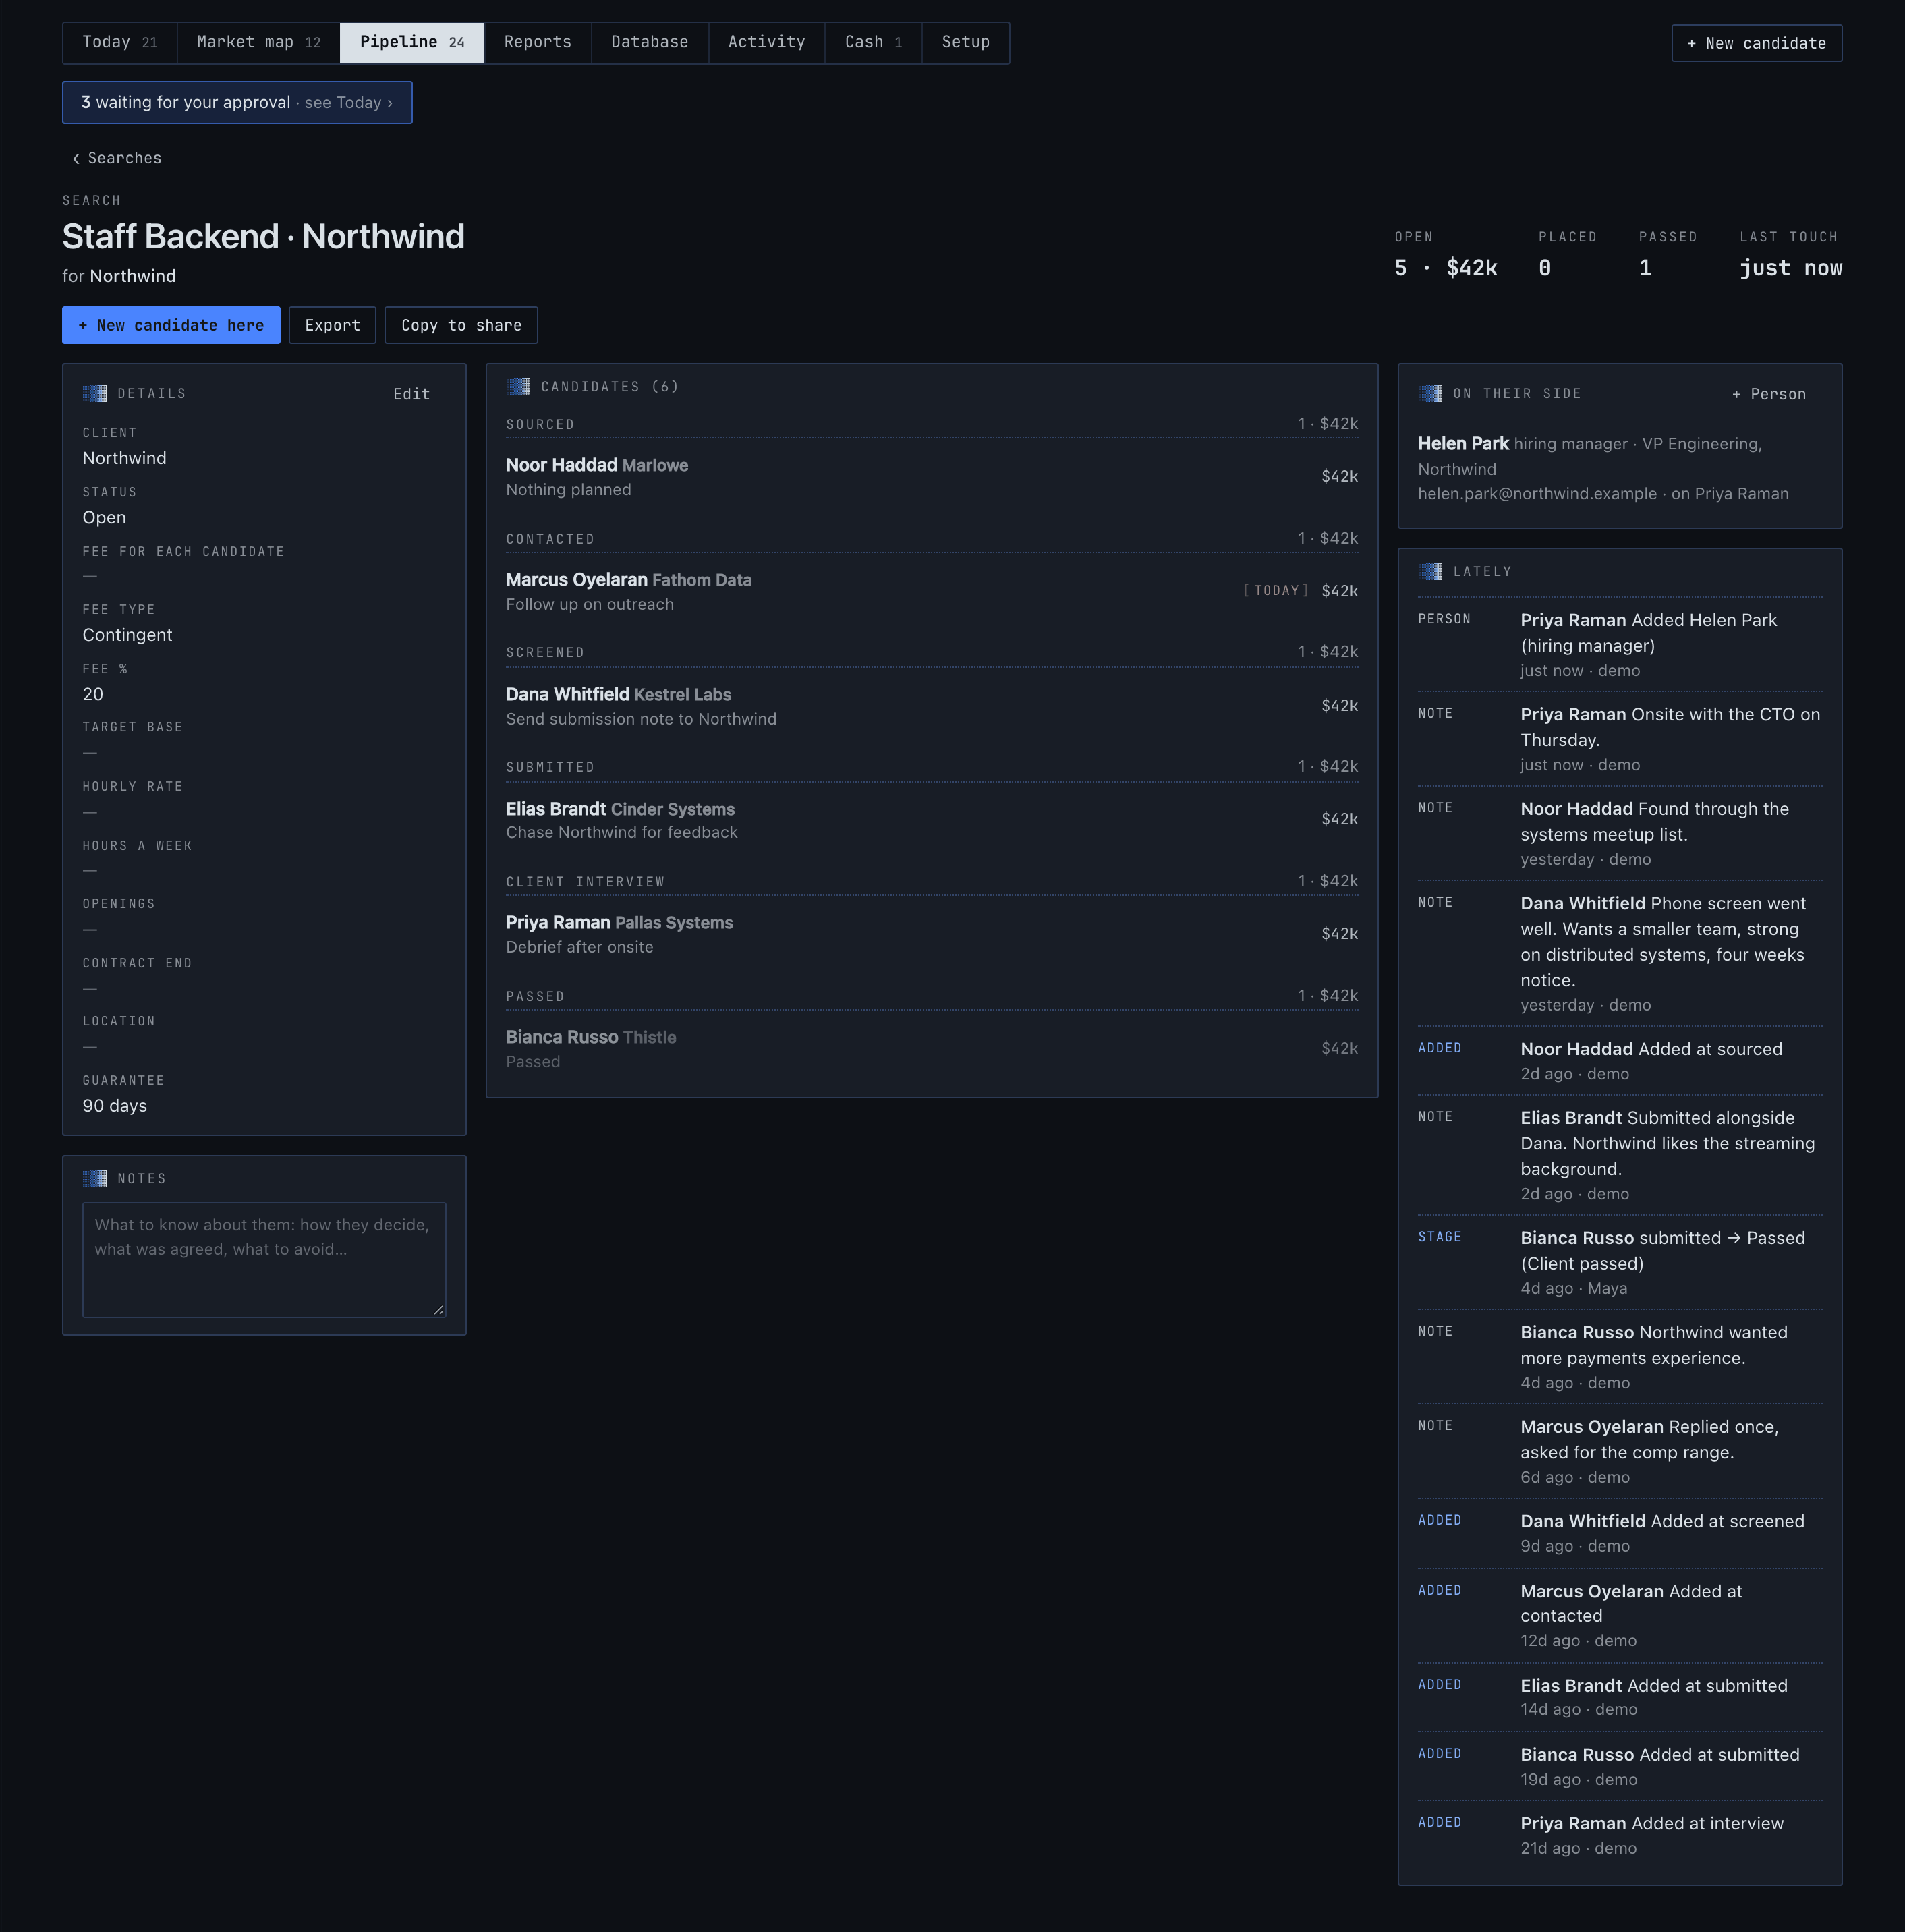 Today 21
Market map 12
Pipeline 24
Reports
Database
Activity
Cash 1
Setup
+ New candidate
3 waiting for your approval · see Today ›
‹ Searches
SEARCH
Staff Backend · Northwind
for Northwind
OPEN
5 · $42k
PLACED
0
PASSED
1
LAST TOUCH
just now
+ New candidate here
Export
Copy to share
DETAILS
Edit
CLIENT
Northwind
STATUS
Open
FEE FOR EACH CANDIDATE
—
FEE TYPE
Contingent
FEE %
20
TARGET BASE
—
HOURLY RATE
—
HOURS A WEEK
—
OPENINGS
—
CONTRACT END
—
LOCATION
—
GUARANTEE
90 days
NOTES
What to know about them: how they decide,
what was agreed, what to avoid...
CANDIDATES (6)
SOURCED 1 · $42k
Noor Haddad Marlowe
Nothing planned
$42k
CONTACTED 1 · $42k
Marcus Oyelaran Fathom Data
Follow up on outreach
[TODAY] $42k
SCREENED 1 · $42k
Dana Whitfield Kestrel Labs
Send submission note to Northwind
$42k
SUBMITTED 1 · $42k
Elias Brandt Cinder Systems
Chase Northwind for feedback
$42k
CLIENT INTERVIEW 1 · $42k
Priya Raman Pallas Systems
Debrief after onsite
$42k
PASSED 1 · $42k
Bianca Russo Thistle
Passed
$42k
ON THEIR SIDE
+ Person
Helen Park hiring manager · VP Engineering,
Northwind
helen.park@northwind.example · on Priya Raman
LATELY
PERSON
Priya Raman Added Helen Park
(hiring manager)
just now · demo
NOTE
Priya Raman Onsite with the CTO on
Thursday.
just now · demo
NOTE
Noor Haddad Found through the
systems meetup list.
yesterday · demo
NOTE
Dana Whitfield Phone screen went
well. Wants a smaller team, strong
on distributed systems, four weeks
notice.
yesterday · demo
ADDED
Noor Haddad Added at sourced
2d ago · demo
NOTE
Elias Brandt Submitted alongside
Dana. Northwind likes the streaming
background.
2d ago · demo
STAGE
Bianca Russo submitted → Passed
(Client passed)
4d ago · Maya
NOTE
Bianca Russo Northwind wanted
more payments experience.
4d ago · demo
NOTE
Marcus Oyelaran Replied once,
asked for the comp range.
6d ago · demo
ADDED
Dana Whitfield Added at screened
9d ago · demo
ADDED
Marcus Oyelaran Added at
contacted
12d ago · demo
ADDED
Elias Brandt Added at submitted
14d ago · demo
ADDED
Bianca Russo Added at submitted
19d ago · demo
ADDED
Priya Raman Added at interview
21d ago · demo